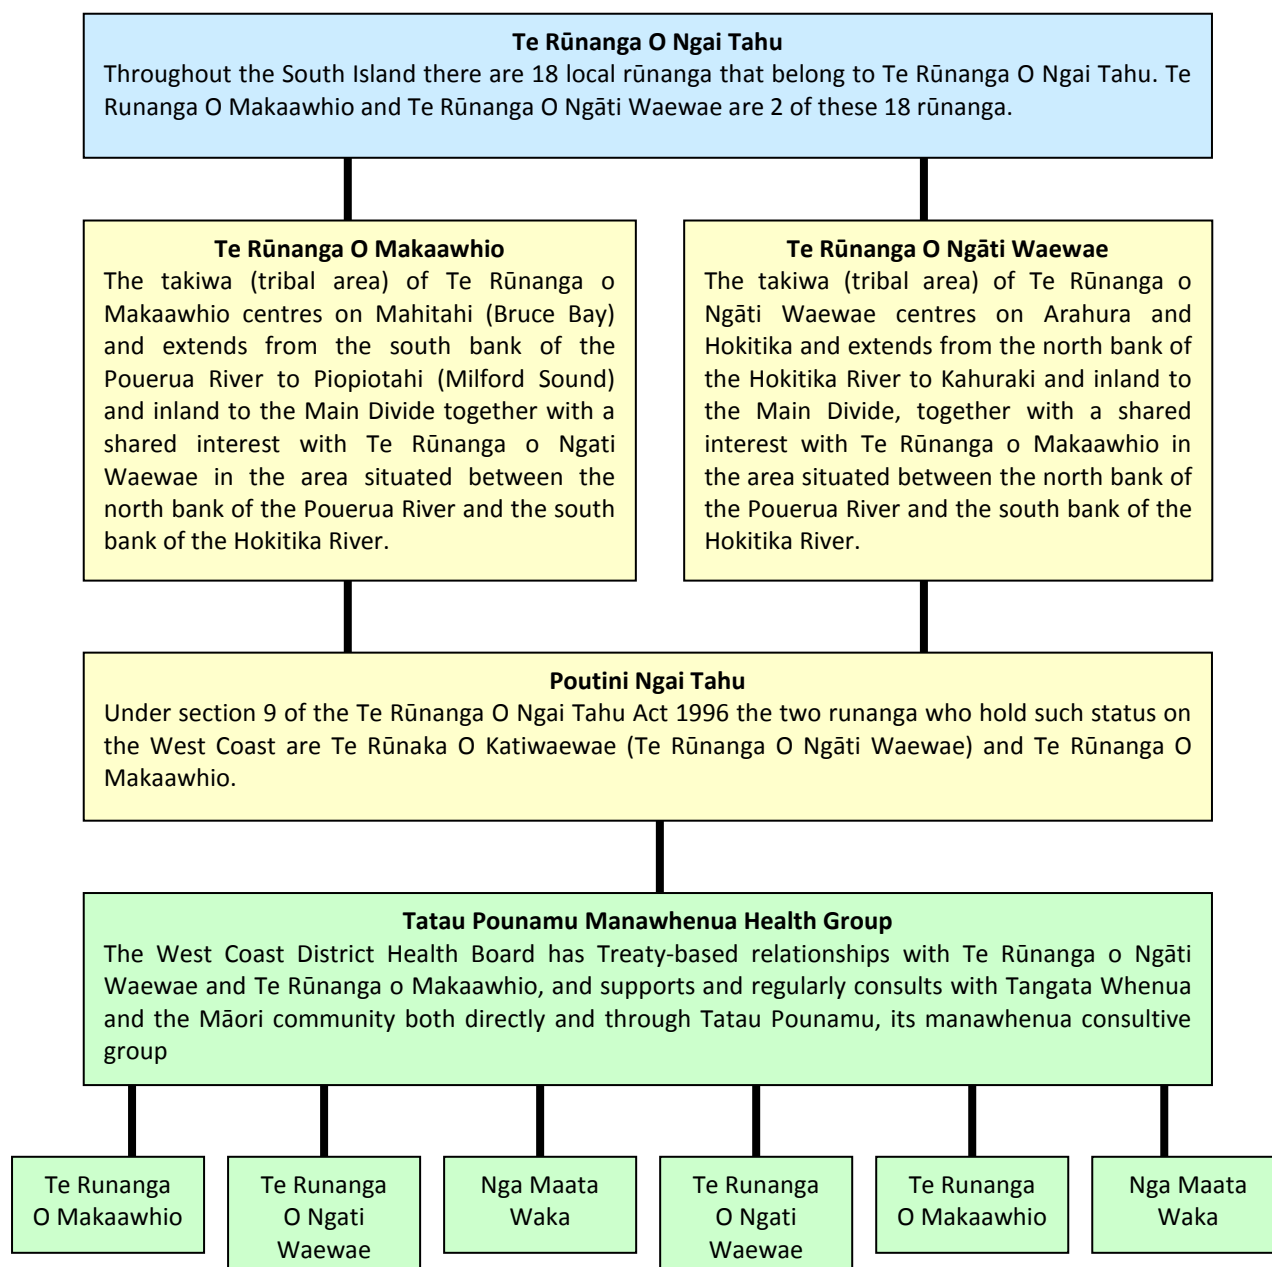 Te Rūnanga O Ngai Tahu
Throughout the South Island there are 18 local rūnanga that belong to Te Rūnanga O Ngai Tahu. Te
Runanga O Makaawhio and Te Rūnanga O Ngāti Waewae are 2 of these 18 rūnanga.
Te Rūnanga O Makaawhio
The takiwa (tribal area) of Te Rūnanga o
Makaawhio centres on Mahitahi (Bruce Bay)
and extends from the south bank of the
Pouerua River to Piopiotahi (Milford Sound)
and inland to the Main Divide together with a
shared interest with Te Rūnanga o Ngati
Waewae in the area situated between the
north bank of the Pouerua River and the south
bank of the Hokitika River.
Te Rūnanga O Ngāti Waewae
The takiwa (tribal area) of Te Rūnanga o
Ngāti Waewae centres on Arahura and
Hokitika and extends from the north bank of
the Hokitika River to Kahuraki and inland to
the Main Divide, together with a shared
interest with Te Rūnanga o Makaawhio in
the area situated between the north bank of
the Pouerua River and the south bank of the
Hokitika River.
Poutini Ngai Tahu
Under section 9 of the Te Rūnanga O Ngai Tahu Act 1996 the two runanga who hold such status on
the West Coast are Te Rūnaka O Katiwaewae (Te Rūnanga O Ngāti Waewae) and Te Rūnanga O
Makaawhio.
Tatau Pounamu Manawhenua Health Group
The West Coast District Health Board has Treaty-based relationships with Te Rūnanga o Ngāti
Waewae and Te Rūnanga o Makaawhio, and supports and regularly consults with Tangata Whenua
and the Māori community both directly and through Tatau Pounamu, its manawhenua consultive
group
Te Runanga
O Makaawhio
Te Runanga
O Ngati
Waewae
Nga Maata
Waka
Te Runanga
O Ngati
Waewae
Te Runanga
O Makaawhio
Nga Maata
Waka